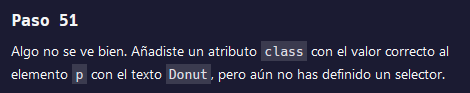 Paso 51
Algo no se ve bien. Añadiste un atributo class con el valor correcto al
elemento p con el texto Donut, pero aún no has definido un selector.